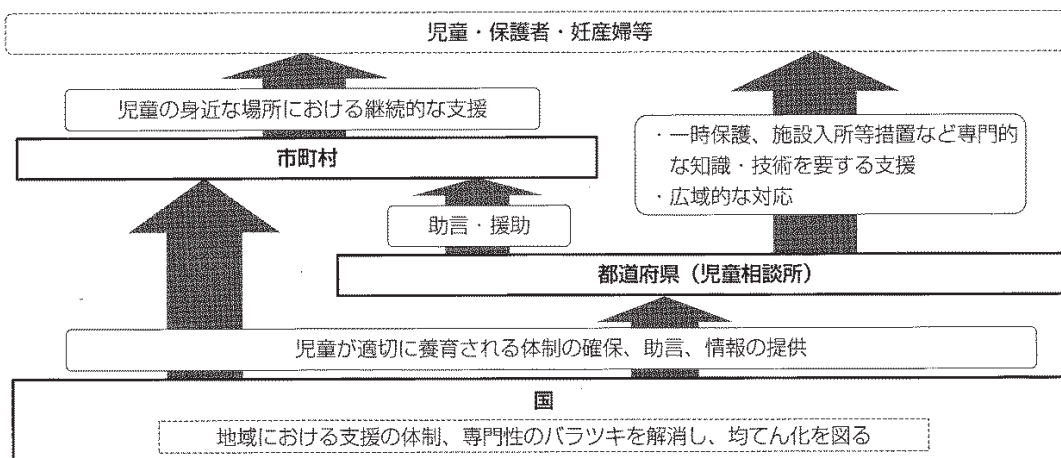 児童・保護者・妊産婦等
児童の身近な場所における継続的な支援
市町村
・一時保護、施設入所等措置など専門的
な知識・技術を要する支援
・広域的な対応
助言・援助
都道府県（児童相談所）
児童が適切に養育される体制の確保、助言、情報の提供
国
地域における支援の体制、専門性のバラツキを解消し、均てん化を図る